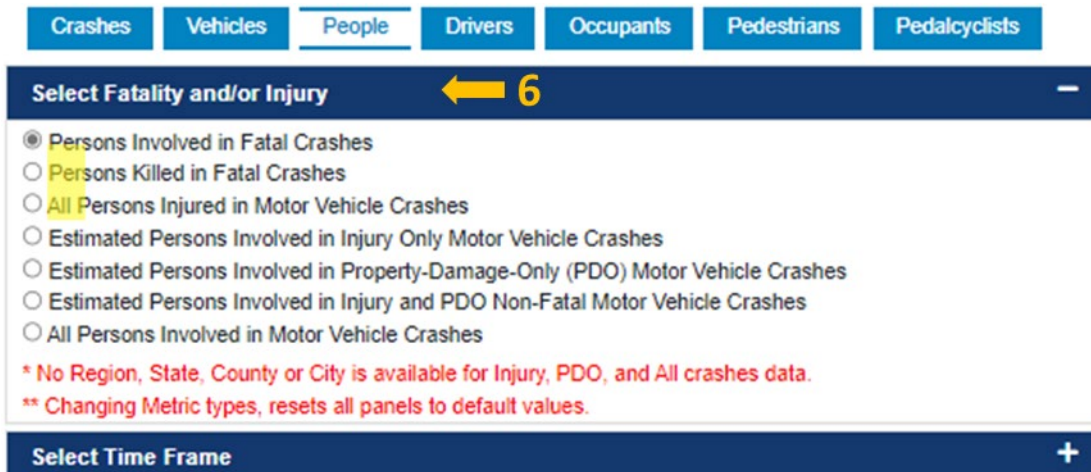 Crashes Vehicles People Drivers Occupants Pedestrians Pedalcyclists
Select Fatality and/or Injury 6
Persons Involved in Fatal Crashes
Persons Killed in Fatal Crashes
All Persons Injured in Motor Vehicle Crashes
Estimated Persons Involved in Injury Only Motor Vehicle Crashes
Estimated Persons Involved in Property-Damage-Only (PDO) Motor Vehicle Crashes
Estimated Persons Involved in Injury and PDO Non-Fatal Motor Vehicle Crashes
All Persons Involved in Motor Vehicle Crashes
* No Region, State, County or City is available for Injury, PDO, and All crashes data.
** Changing Metric types, resets all panels to default values.
Select Time Frame